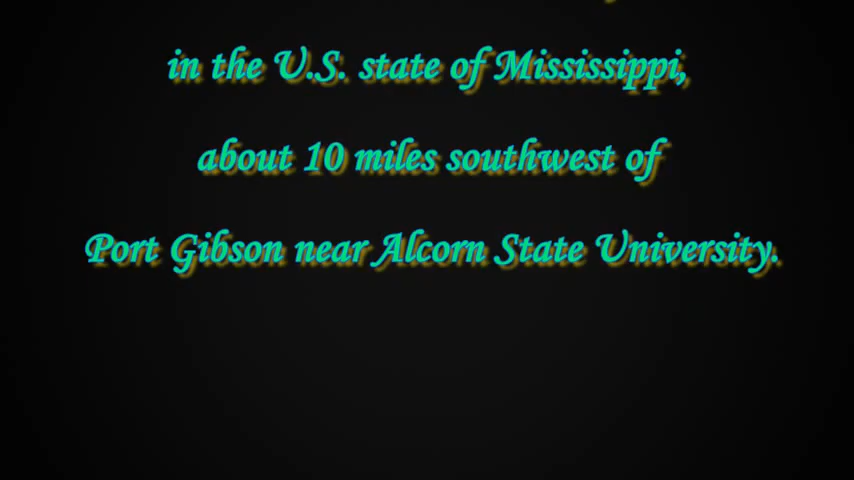 in the U.S. state of Mississippi,
about 10 miles southwest of
Port Gibson near Alcorn State University.